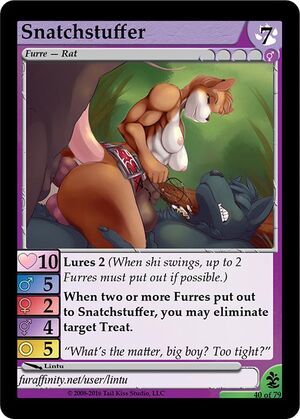 Snatchstuffer
7
Furre — Rat
10
Lures 2 (When shi swings, up to 2
Furres must put out if possible.)
5
2
4
5
When two or more Furres put out
to Snatchstuffer, you may eliminate
target Treat.
"What's the matter, big boy? Too tight?"
Lintu
furaffinity.net/user/lintu
© 2008-2016 Tail Kiss Studio, LLC
40 of 79